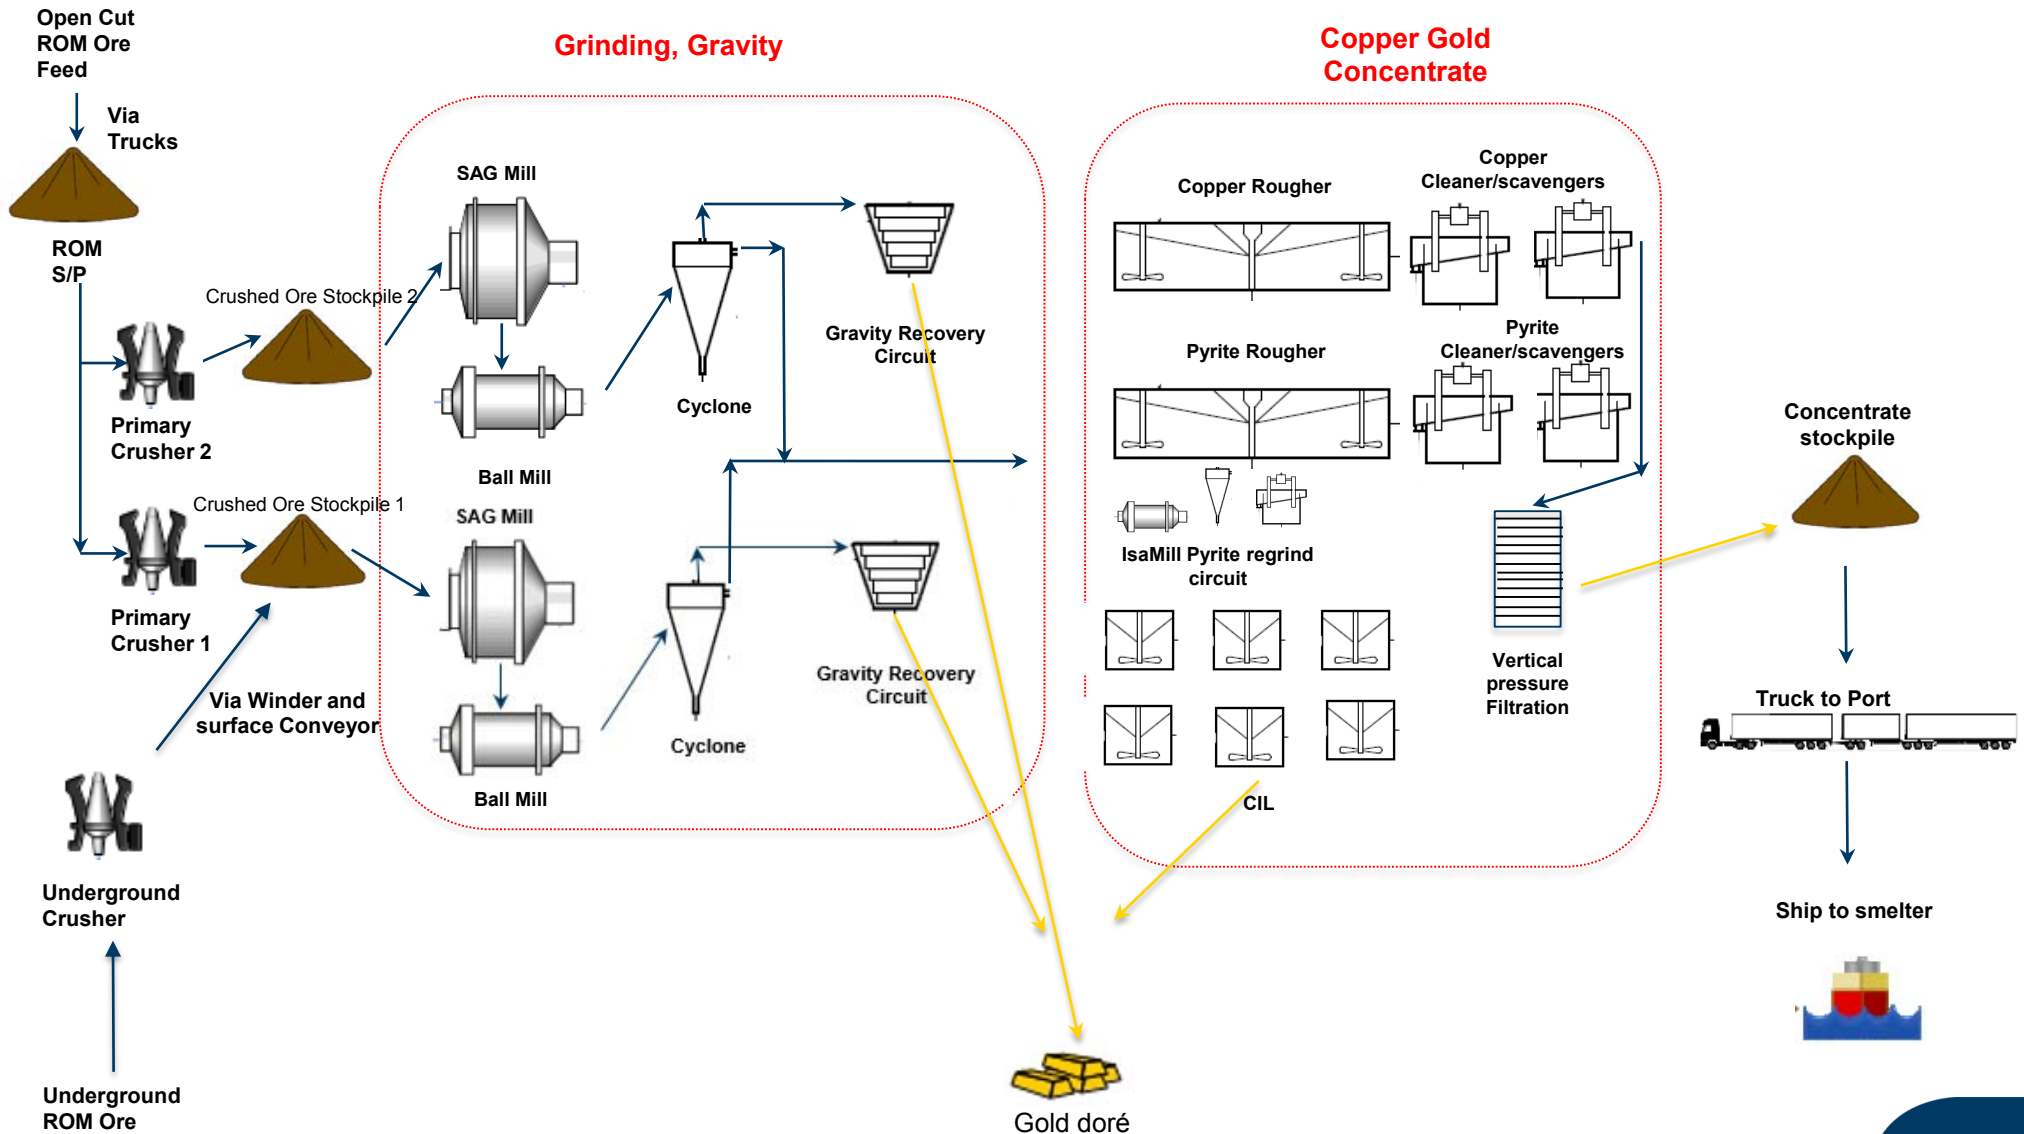 Open Cut
ROM Ore
Feed
Via
Trucks
ROM
S/P
Primary
Crusher 2
Crushed Ore Stockpile 2
Primary
Crusher 1
Crushed Ore Stockpile 1
Via Winder and
surface Conveyor
Underground
Crusher
Underground
ROM Ore
Grinding, Gravity
SAG Mill
Ball Mill
Cyclone
Gravity Recovery
Circuit
SAG Mill
Ball Mill
Cyclone
Gravity Recovery
Circuit
Copper Gold
Concentrate
Copper Rougher
Copper
Cleaner/scavengers
Pyrite Rougher
Pyrite
Cleaner/scavengers
IsaMill Pyrite regrind
circuit
CIL
Vertical
pressure
Filtration
Concentrate
stockpile
Truck to Port
Ship to smelter
Gold doré